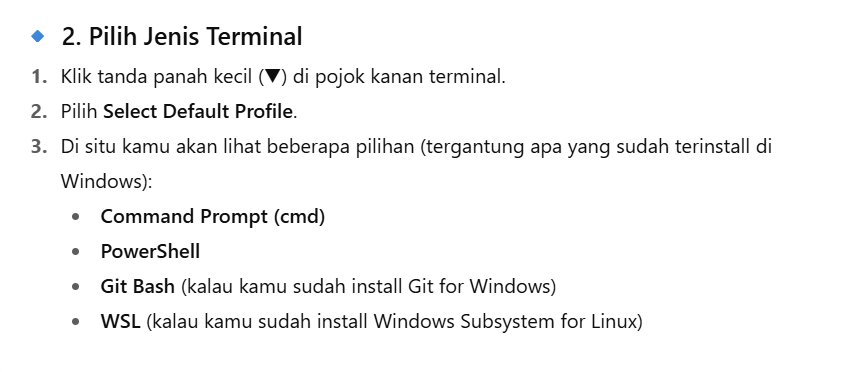 2. Pilih Jenis Terminal
1. Klik tanda panah kecil (▼) di pojok kanan terminal.
2. Pilih Select Default Profile.
3. Di situ kamu akan lihat beberapa pilihan (tergantung apa yang sudah terinstall di
Windows):
• Command Prompt (cmd)
• PowerShell
• Git Bash (kalau kamu sudah install Git for Windows)
• WSL (kalau kamu sudah install Windows Subsystem for Linux)